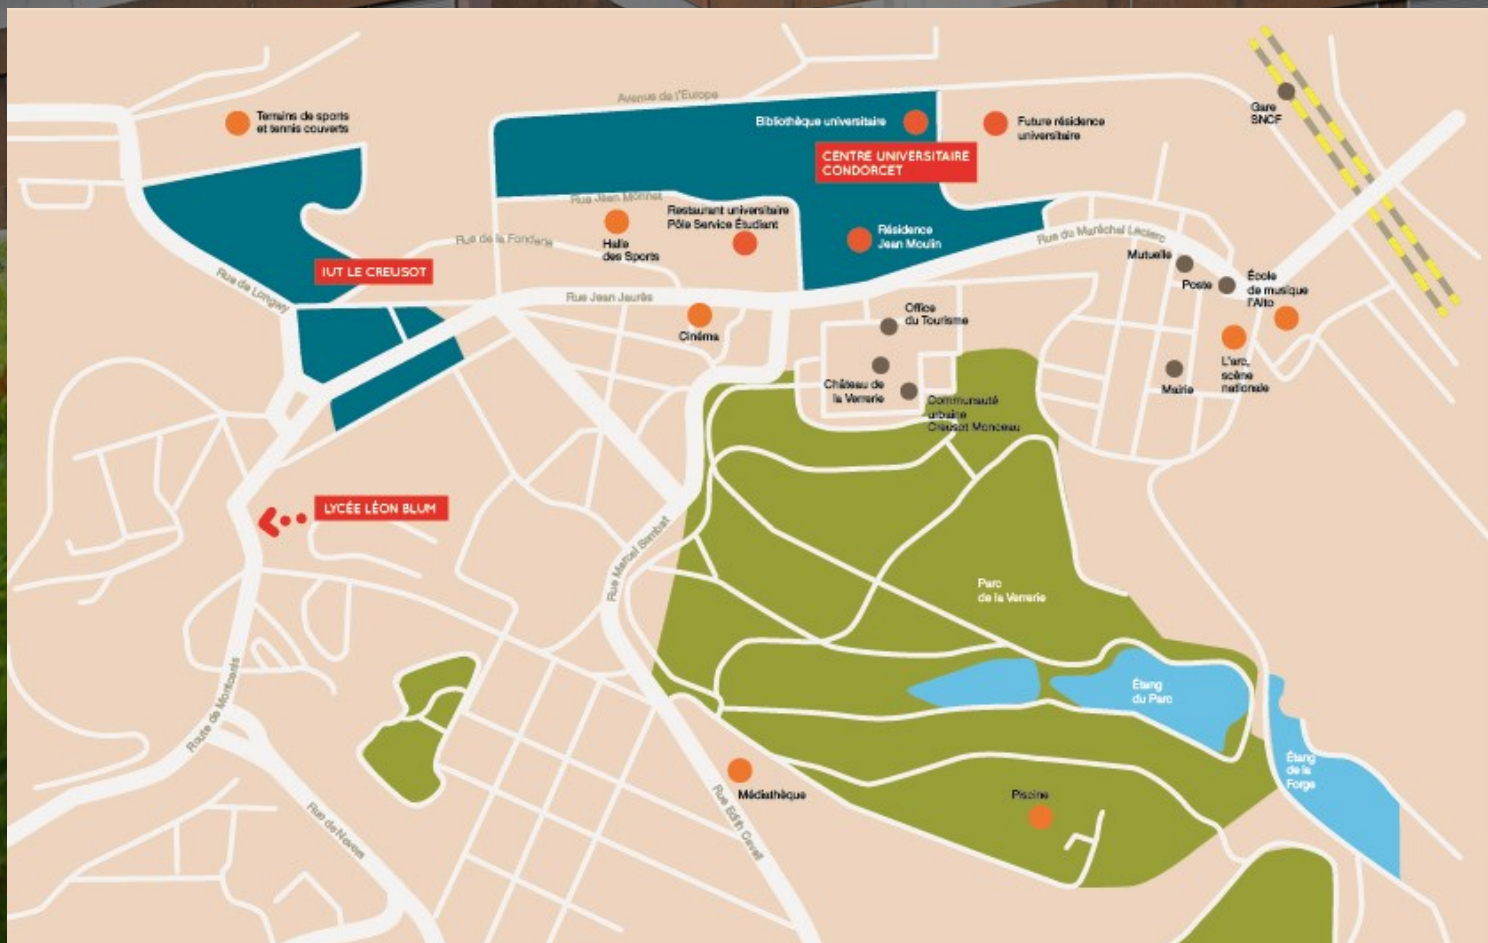 Avenue de l'Europe
Terrains de sports
et tennis couverts
Bibliothèque universitaire
Future résidence
universitaire
Gare
SNCF
CENTRE UNIVERSITAIRE
CONDORCET
Rue Jean Monnet
Restaurant universitaire
Pôle Service Étudiant
Rue de la Fonderie
Halle
des Sports
Résidence
Jean Moulin
Rue du Maréchal Leclerc
Mutuelle
IUT LE CREUSOT
Rue de Longwy
Poste
École
de musique
l'Alto
Rue Jean Jaurès
Cinéma
Office
du Tourisme
Château de
la Verrerie
Communauté
urbaine
Creusot Monceau
Mairie
L'arc,
scène
nationale
LYCÉE LÉON BLUM
Rue Marcel Sembat
Parc
de la Verrerie
Étang
du Parc
Route de Montcenis
Étang
de la
Forge
Médiathèque
Piscine
Rue de Nevers
Rue Edith Cavell